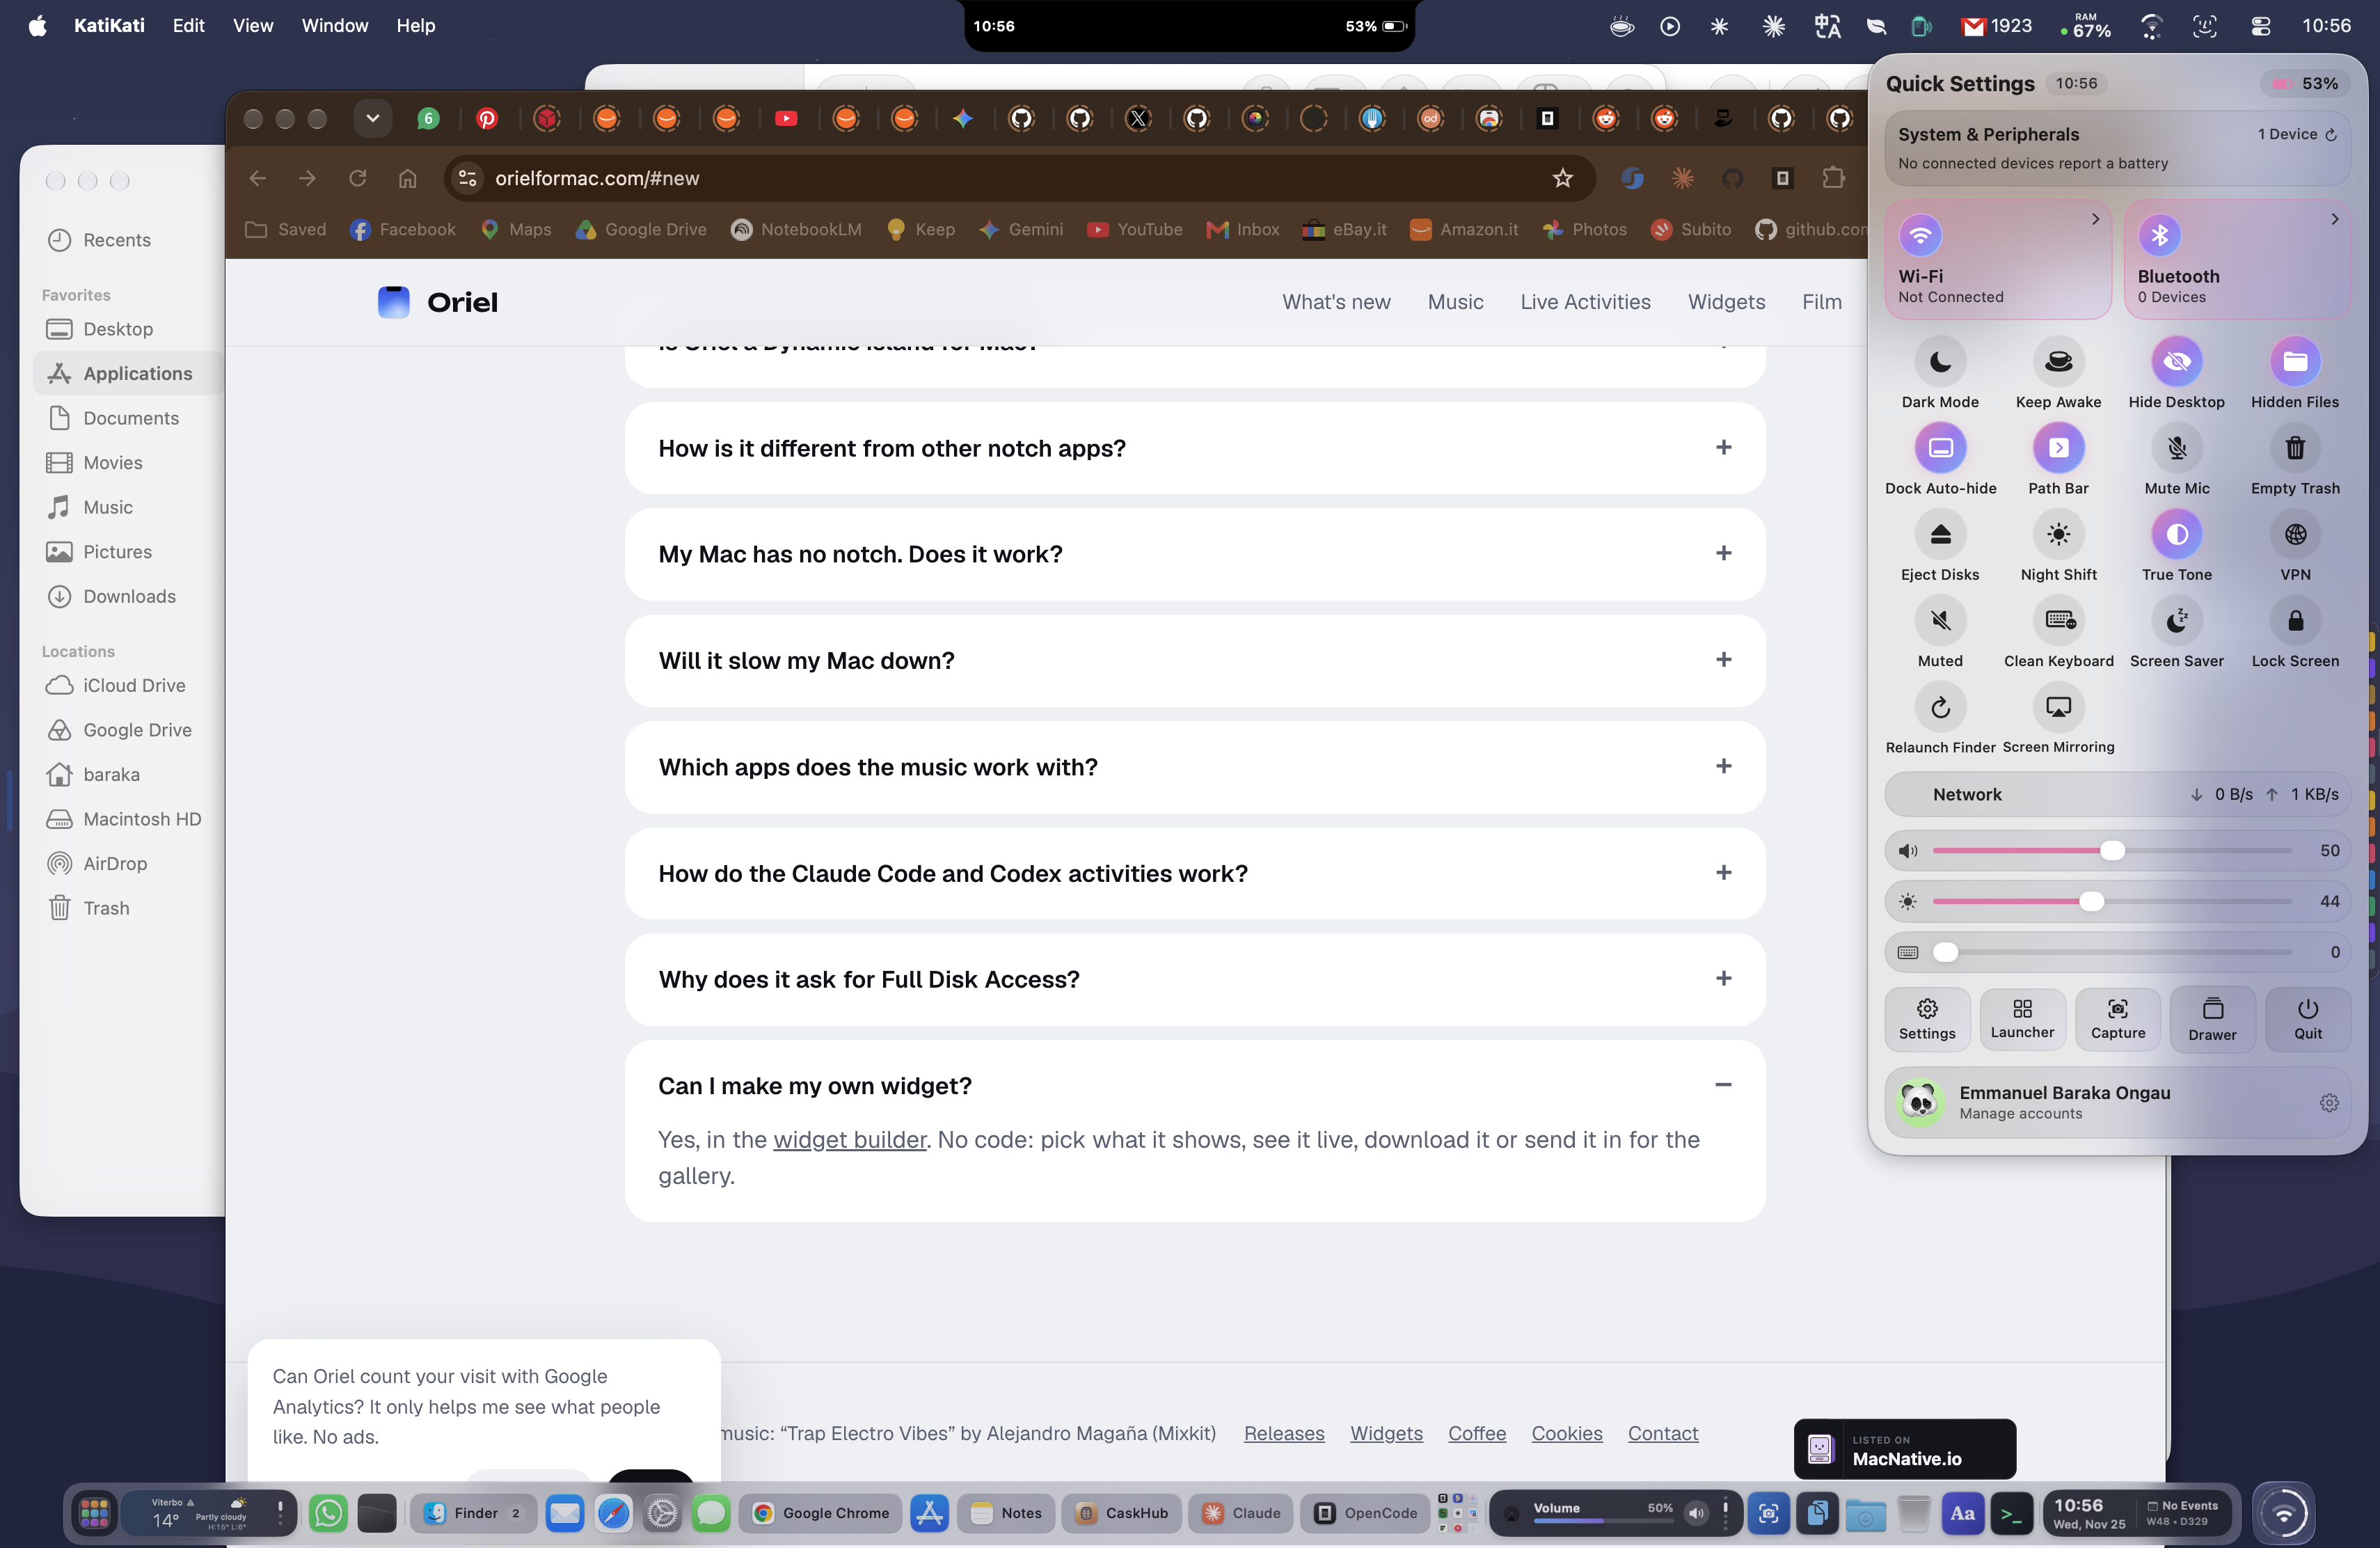 KatiKati
Edit
View
Window
Help
10:56
53%
1923
RAM
67%
10:56
Recents
Favorites
Desktop
Applications
Documents
Movies
Music
Pictures
Downloads
Locations
iCloud Drive
Google Drive
baraka
Macintosh HD
AirDrop
Trash
6
orielformac.com/#new
Saved
Facebook
Maps
Google Drive
NotebookLM
Keep
Gemini
YouTube
Inbox
eBay.it
Amazon.it
Photos
Subito
Oriel
What's new
Music
Live Activities
Widgets
Film
Is Oriel a Dynamic Island for Mac?
How is it different from other notch apps?
My Mac has no notch. Does it work?
Will it slow my Mac down?
Which apps does the music work with?
How do the Claude Code and Codex activities work?
Why does it ask for Full Disk Access?
Can I make my own widget?
Yes, in the widget builder. No code: pick what it shows, see it live, download it or send it in for the
gallery.
Can Oriel count your visit with Google
Analytics? It only helps me see what people
like. No ads.
music: “Trap Electro Vibes” by Alejandro Magaña (Mixkit)
Releases
Widgets
Coffee
Cookies
Contact
LISTED ON
MacNative.io
Quick Settings
10:56
53%
System & Peripherals
1 Device
No connected devices report a battery
Wi-Fi
Not Connected
Bluetooth
0 Devices
Dark Mode
Keep Awake
Hide Desktop
Hidden Files
Dock Auto-hide
Path Bar
Mute Mic
Empty Trash
Eject Disks
Night Shift
True Tone
VPN
Muted
Clean Keyboard
Screen Saver
Lock Screen
Relaunch Finder
Screen Mirroring
Network
0 B/s
1 KB/s
50
44
0
Settings
Launcher
Capture
Drawer
Quit
Emmanuel Baraka Ongau
Manage accounts
Viterbo
14°
Partly cloudy
H:15° L:6°
Finder
2
Google Chrome
Notes
CaskHub
Claude
OpenCode
Volume
50%
Aa
10:56
Wed, Nov 25
No Events
W48 • D329